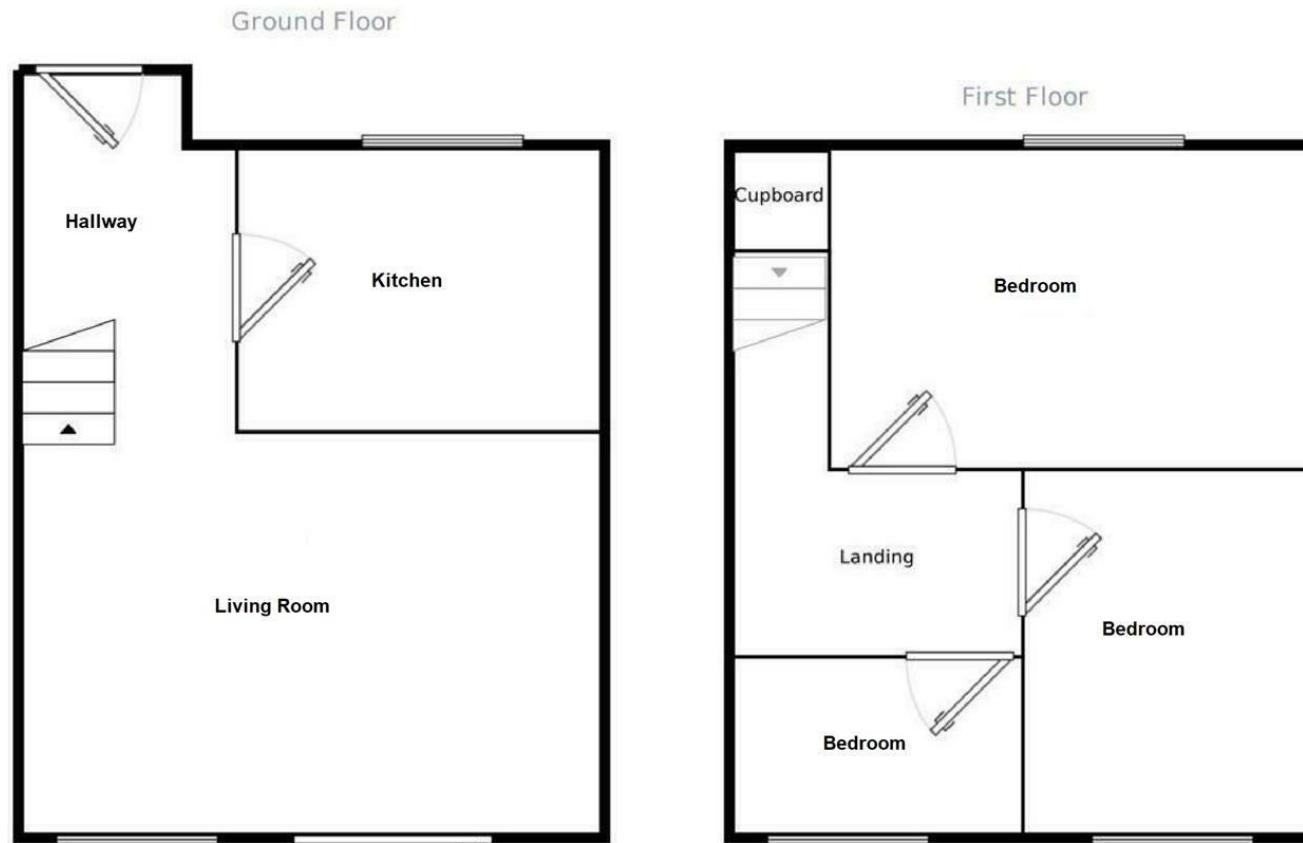 Ground Floor
Hallway
Kitchen
Living Room
First Floor
Cupboard
Bedroom
Landing
Bedroom
Bedroom